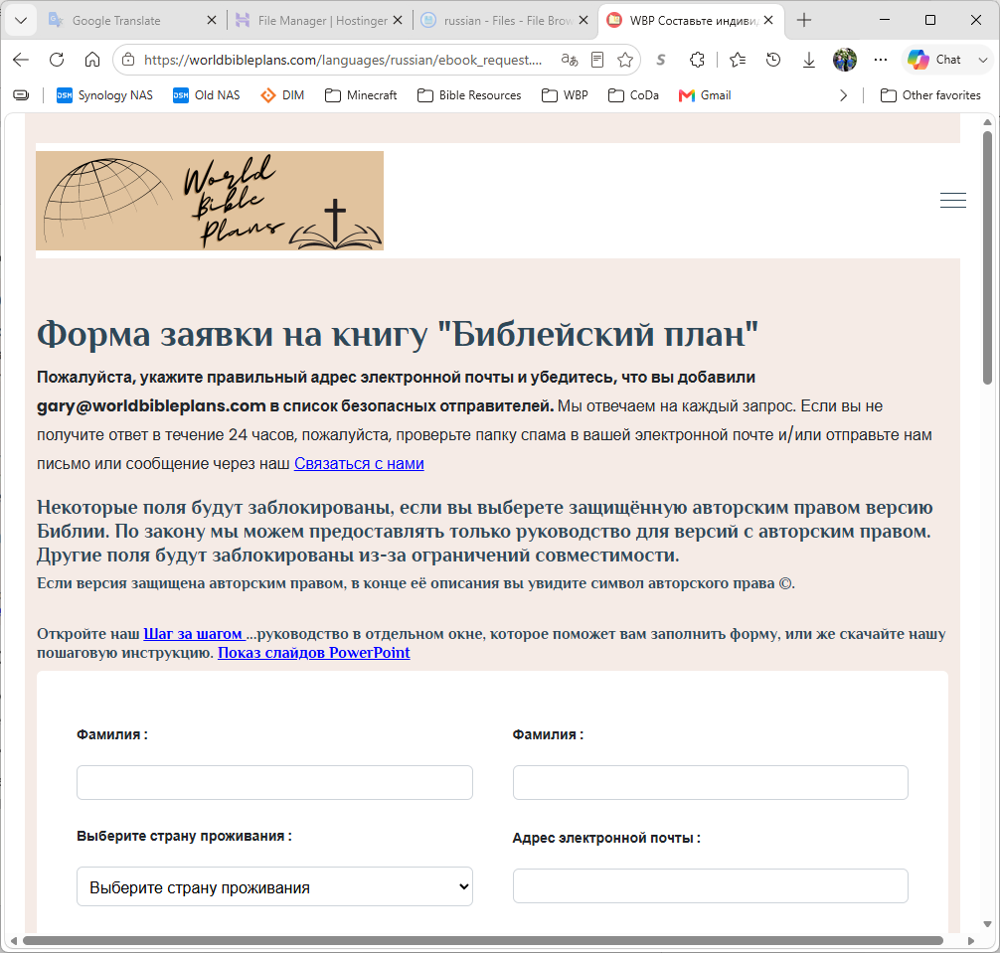 Google Translate
File Manager | Hostinger
russian - Files - File Brow
WBP Составьте индиви
https://worldbibleplans.com/languages/russian/ebook_request....
Chat
Synology NAS
Old NAS
DIM
Minecraft
Bible Resources
WBP
CoDa
Gmail
Other favorites
World
Bible
Plans
Форма заявки на книгу "Библейский план"
Пожалуйста, укажите правильный адрес электронной почты и убедитесь, что вы добавили
gary@worldbibleplans.com в список безопасных отправителей. Мы отвечаем на каждый запрос. Если вы не
получите ответ в течение 24 часов, пожалуйста, проверьте папку спама в вашей электронной почте и/или отправьте нам
письмо или сообщение через наш Связаться с нами
Некоторые поля будут заблокированы, если вы выберете защищённую авторским правом версию
Библии. По закону мы можем предоставлять только руководство для версий с авторским правом.
Другие поля будут заблокированы из-за ограничений совместимости.
Если версия защищена авторским правом, в конце её описания вы увидите символ авторского права ©.
Откройте наш Шаг за шагом ...руководство в отдельном окне, которое поможет вам заполнить форму, или же скачайте нашу
пошаговую инструкцию. Показ слайдов PowerPoint
Фамилия :
Фамилия :
Выберите страну проживания :
Адрес электронной почты :
Выберите страну проживания